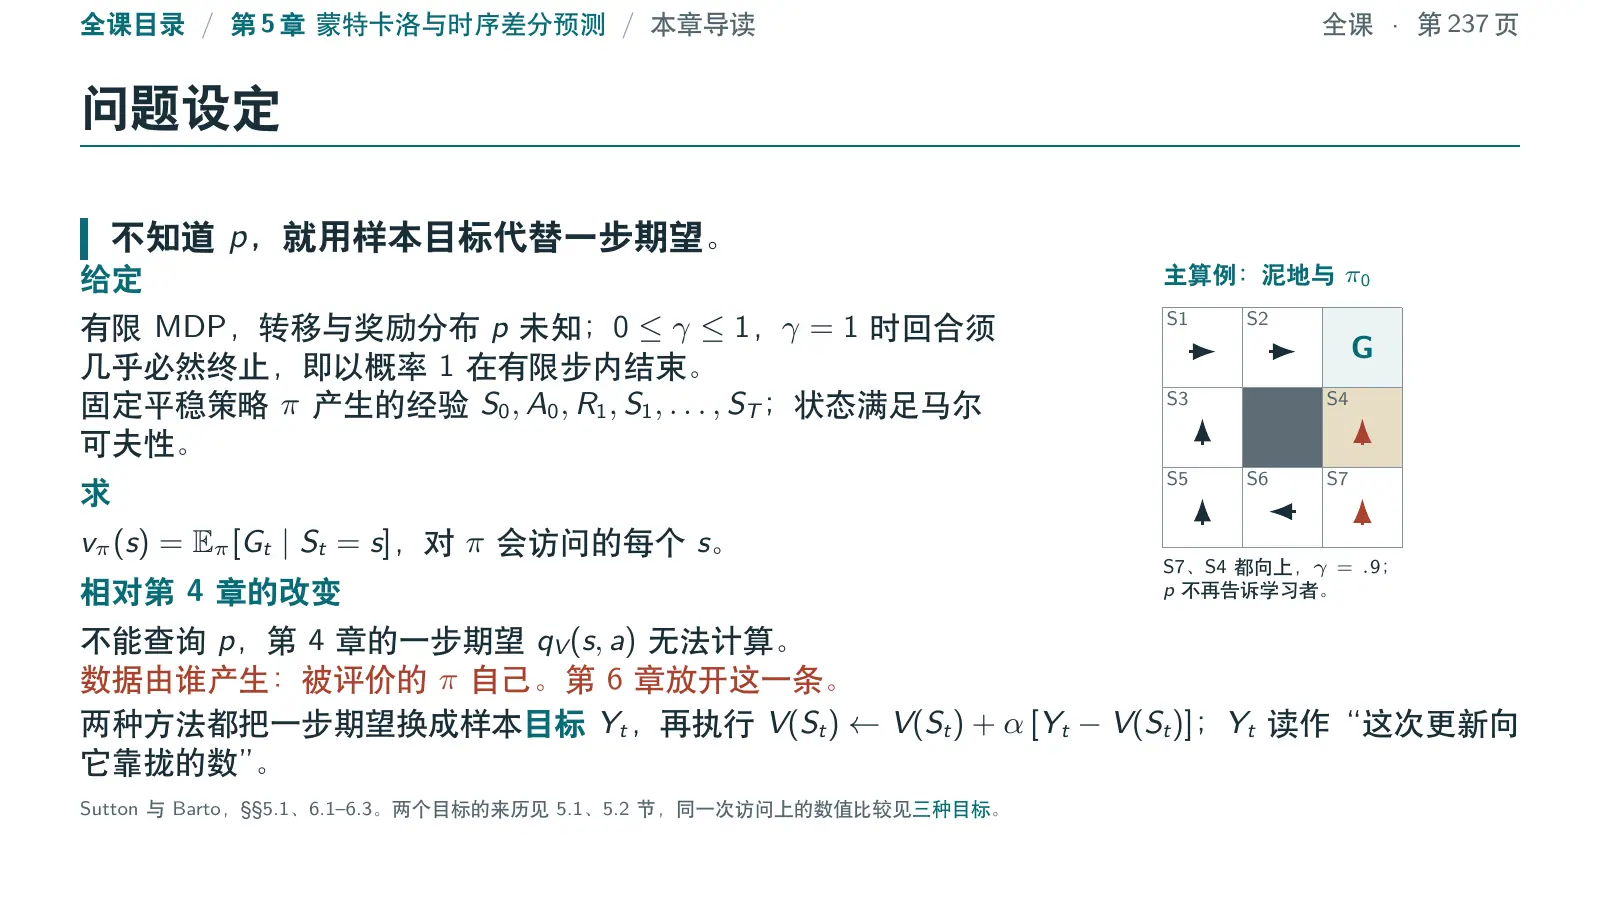 全课目录 / 第 5 章 蒙特卡洛与时序差分预测 / 本章导读
全课 · 第 237 页
问题设定
不知道 p，就用样本目标代替一步期望。
给定
有限 MDP，转移与奖励分布 p 未知；0 ≤ γ ≤ 1，γ = 1 时回合须
几乎必然终止，即以概率 1 在有限步内结束。
固定平稳策略 π 产生的经验 S₀, A₀, R₁, S₁, . . . , S_T；状态满足马尔
可夫性。
求
v_π(s) = 𝔼_π[G_t | S_t = s]，对 π 会访问的每个 s。
相对第 4 章的改变
不能查询 p，第 4 章的一步期望 q_V(s, a) 无法计算。
数据由谁产生：被评价的 π 自己。第 6 章放开这一条。
主算例：泥地与 π₀
S1 S2 G
S3 S4
S5 S6 S7
S7、S4 都向上，γ = .9；
p 不再告诉学习者。
两种方法都把一步期望换成样本目标 Y_t，再执行 V(S_t) ← V(S_t) + α [Y_t − V(S_t)]；Y_t 读作 “这次更新向
它靠拢的数”。
Sutton 与 Barto，§§5.1、6.1–6.3。两个目标的来历见 5.1、5.2 节，同一次访问上的数值比较见三种目标。